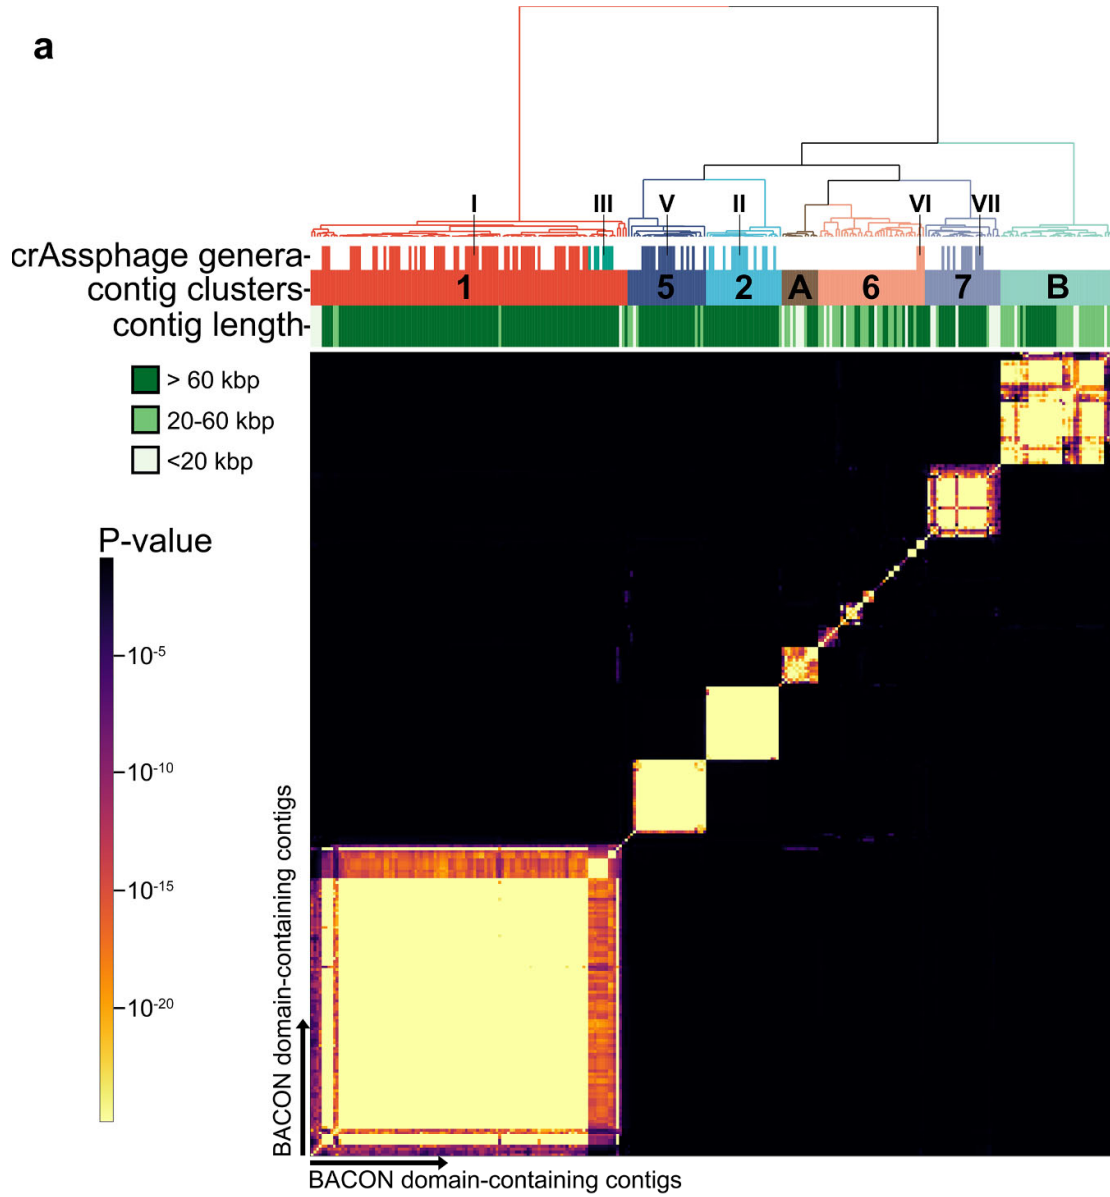 a
I III V II VI VII
crAssphage genera
contig clusters
1 5 2 A 6 7 B
contig length
> 60 kbp
20-60 kbp
<20 kbp
P-value
10-5
10-10
10-15
10-20
BACON domain-containing contigs
BACON domain-containing contigs